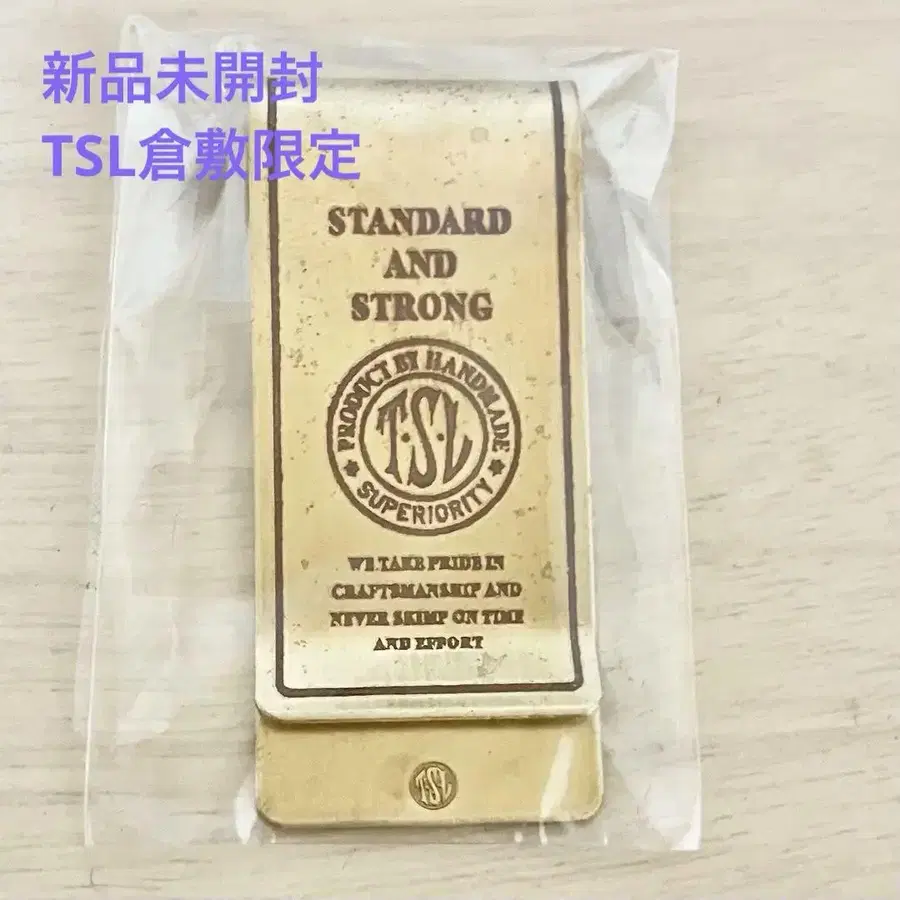 新品未開封
TSL倉敷限定
STANDARD
AND
STRONG
PRODUCT BY HANDMADE
T·S·L
SUPERIORITY
WE TAKE PRIDE IN
CRAFTSMANSHIP AND
NEVER SKIMP ON TIME
AND EFFORT
TSL